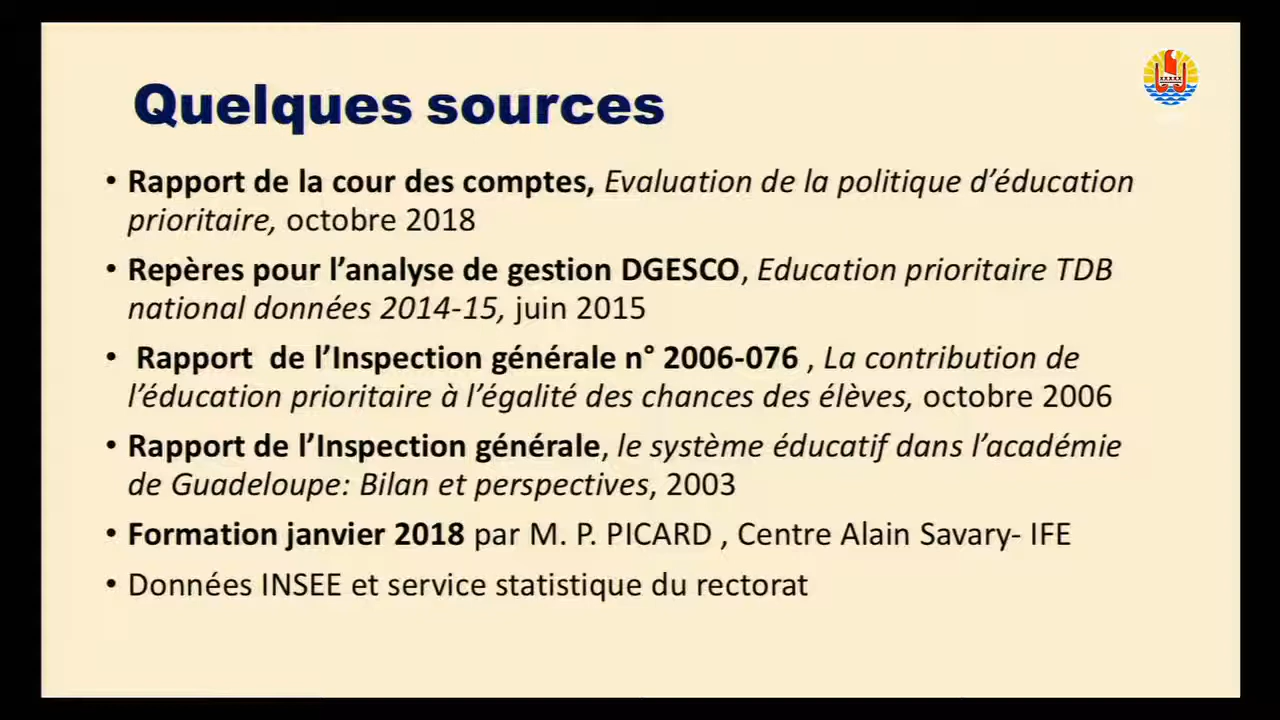 Quelques sources
• Rapport de la cour des comptes, Evaluation de la politique d’éducation
prioritaire, octobre 2018
• Repères pour l’analyse de gestion DGESCO, Education prioritaire TDB
national données 2014-15, juin 2015
• Rapport de l’Inspection générale n° 2006-076 , La contribution de
l’éducation prioritaire à l’égalité des chances des élèves, octobre 2006
• Rapport de l’Inspection générale, le système éducatif dans l’académie
de Guadeloupe: Bilan et perspectives, 2003
• Formation janvier 2018 par M. P. PICARD , Centre Alain Savary- IFE
• Données INSEE et service statistique du rectorat